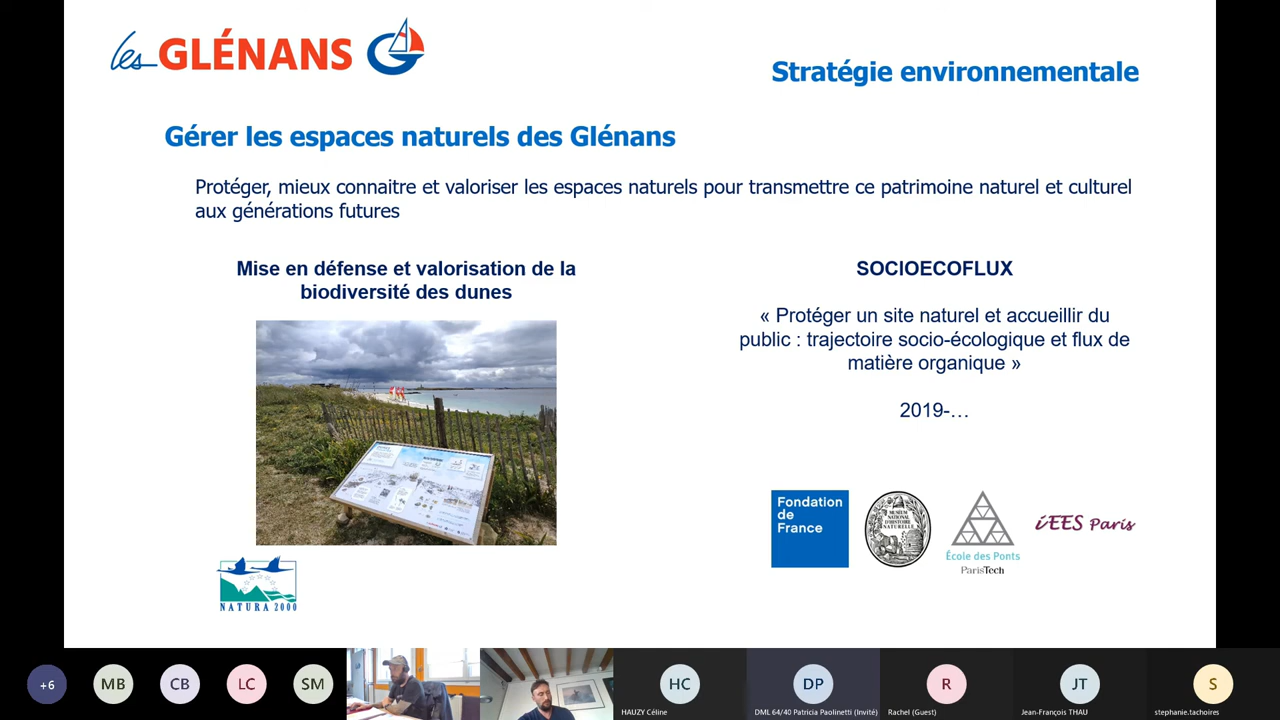 les GLÉNANS
Stratégie environnementale
Gérer les espaces naturels des Glénans
Protéger, mieux connaitre et valoriser les espaces naturels pour transmettre ce patrimoine naturel et culturel
aux générations futures
Mise en défense et valorisation de la
biodiversité des dunes
SOCIOECOFLUX
« Protéger un site naturel et accueillir du
public : trajectoire socio-écologique et flux de
matière organique »
2019-…
Fondation
de
France
MUSÉUM
NATIONAL
D'HISTOIRE
NATURELLE
École des Ponts
ParisTech
iEES Paris
NATURA 2000
+6
MB
CB
LC
SM
HC
DP
R
JT
S
HAUZY Céline
DML 64/40 Patricia Paolinetti (Invité)
Rachel (Guest)
Jean-François THAU
stephanie.tachoires